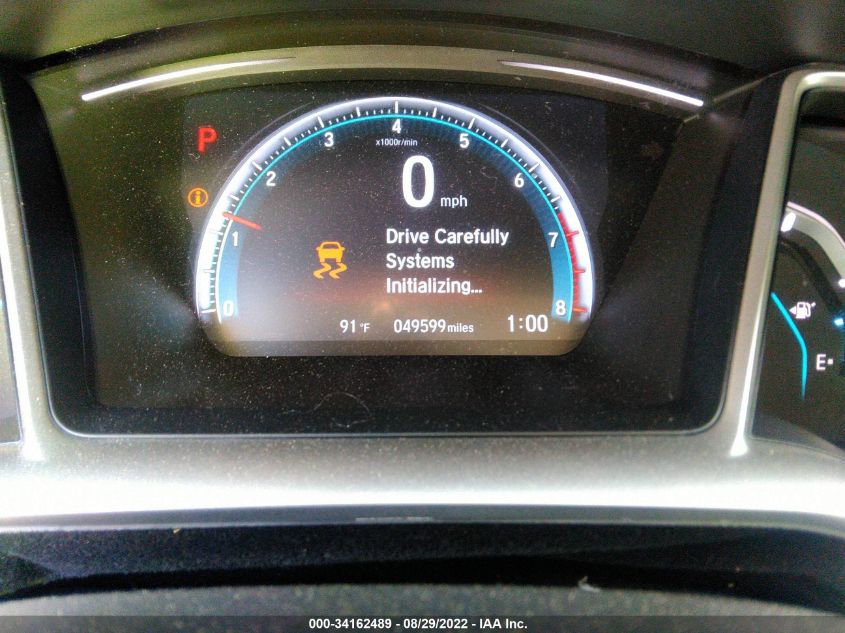 P
4
3
5
x1000r/min
2
0 mph
6
i
1
Drive Carefully
7
Systems
Initializing...
0
8
91 °F 049599 miles 1:00
E
000-34162489 - 08/29/2022 - IAA Inc.